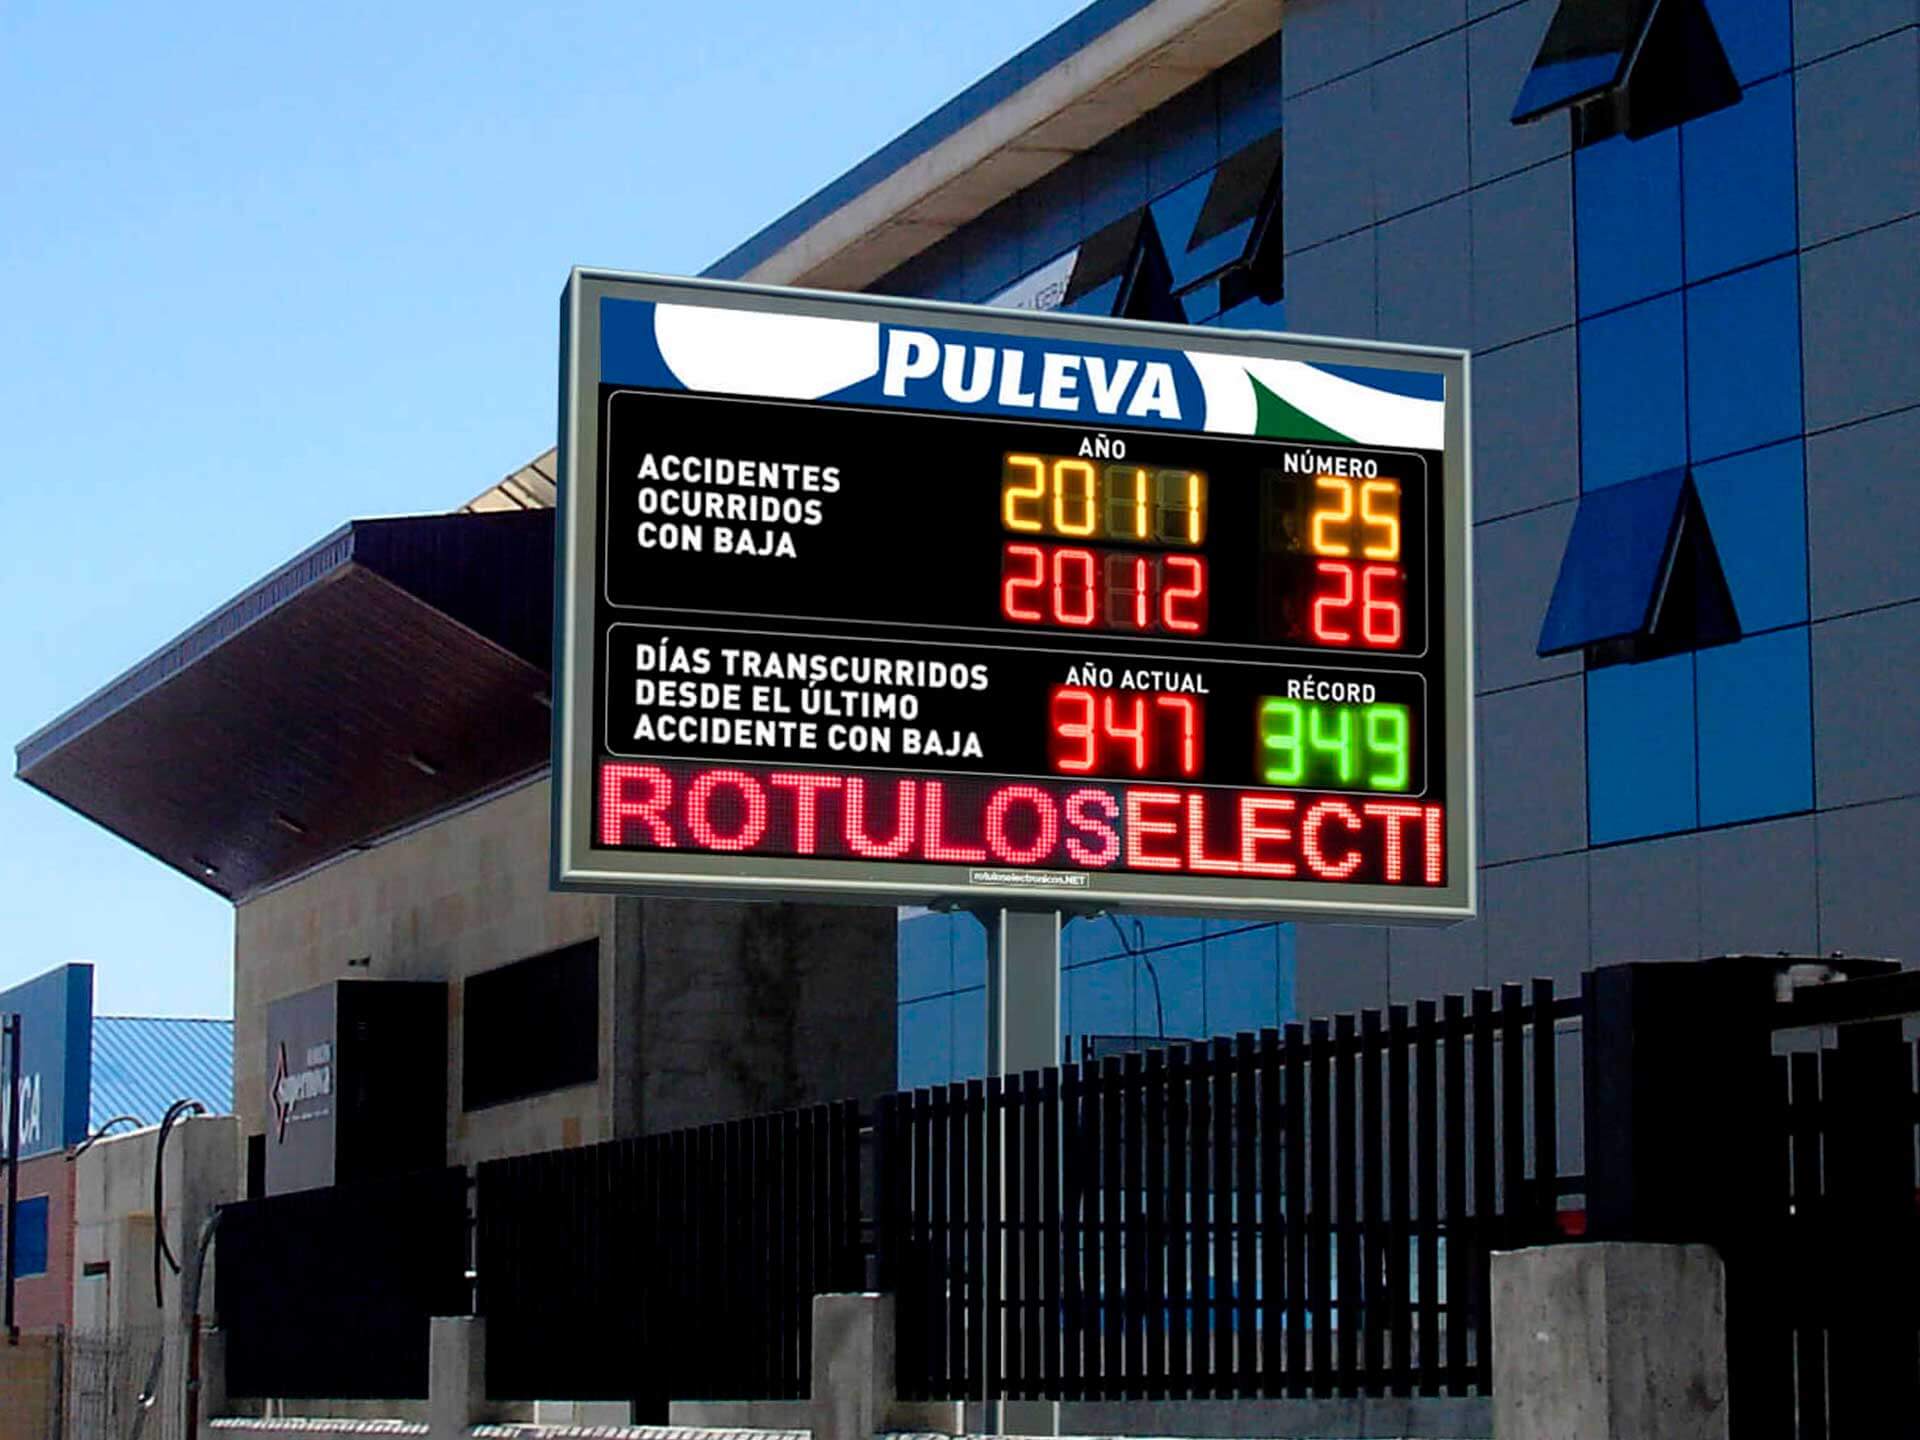 PULEVA
AÑO
NÚMERO
ACCIDENTES
OCURRIDOS
CON BAJA
2011
25
2012
26
DÍAS TRANSCURRIDOS
DESDE EL ÚLTIMO
ACCIDENTE CON BAJA
AÑO ACTUAL
RÉCORD
347
349
ROTULOSELECTI
rotuloselectronicos.NET
CA